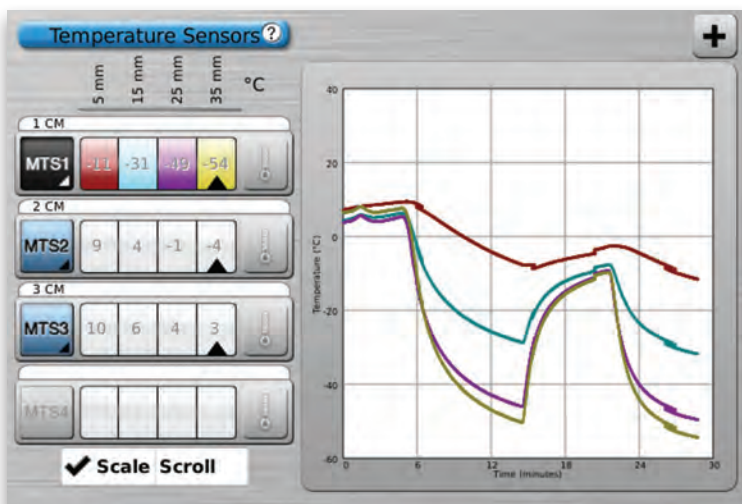 Temperature Sensors ?
5 mm 15 mm 25 mm 35 mm °C
1 CM
MTS1 -11 -31 -49 -54
2 CM
MTS2 9 4 -1 -4
3 CM
MTS3 10 6 4 3
MTS4
✔ Scale Scroll
+
40
20
0
-20
-40
-60
Temperature (°C)
0 6 12 18 24 30
Time (minutes)